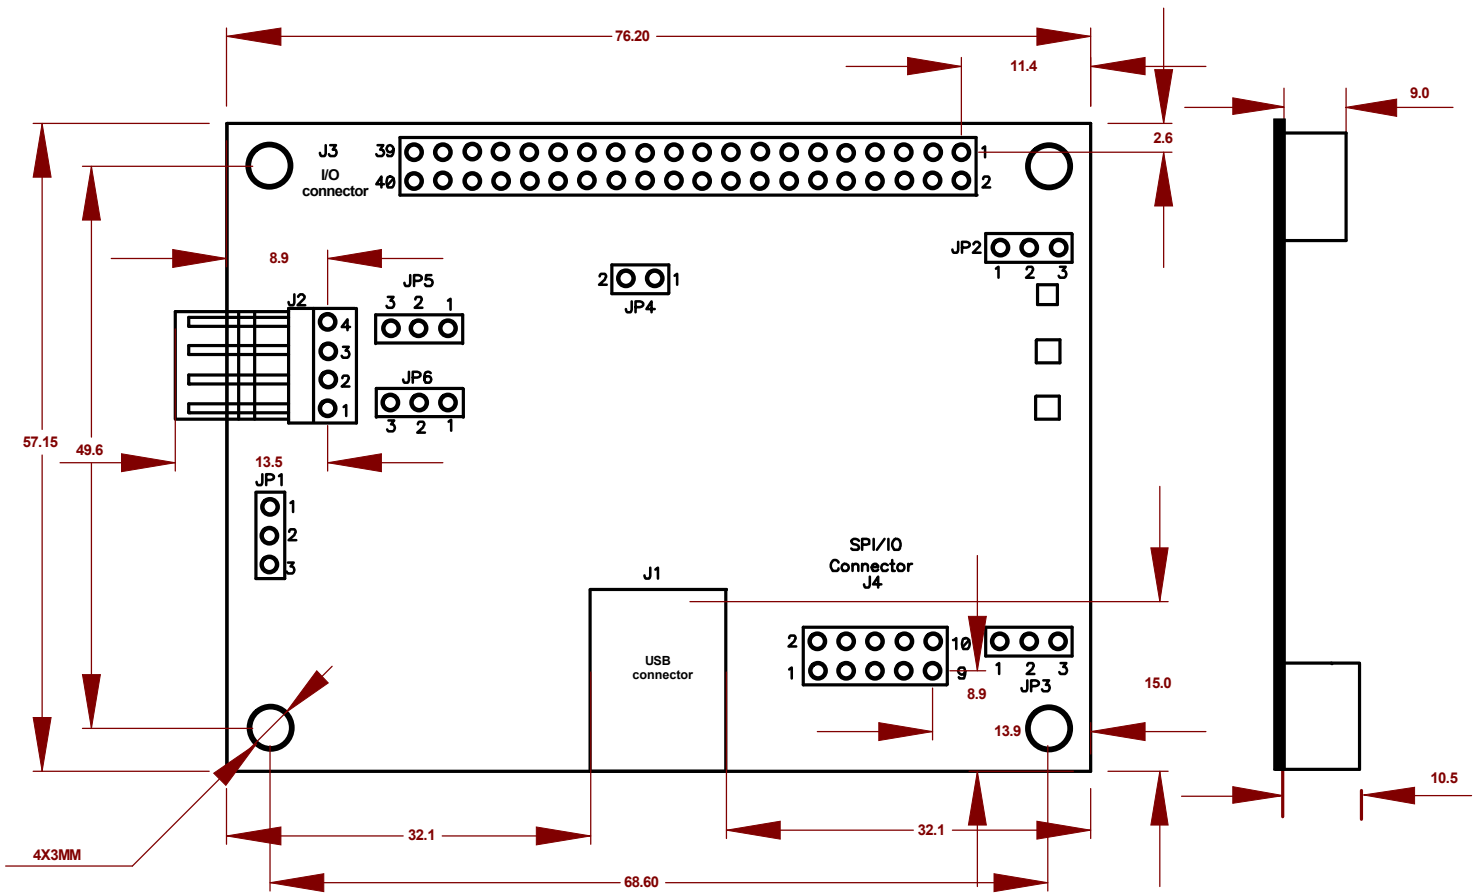 76.20
11.4
9.0
2.6
J3 39 1
I/O
connector
40 2
JP2
1 2 3
8.9
JP5
3 2 1
2 1
JP4
J2
4
3
2
1
JP6
3 2 1
57.15
49.6
13.5
JP1
1
2
3
SPI/IO
Connector
J4
J1
2 10
1 9
1 2 3
JP3
USB
connector
8.9
15.0
13.9
10.5
32.1
32.1
4X3MM
68.60